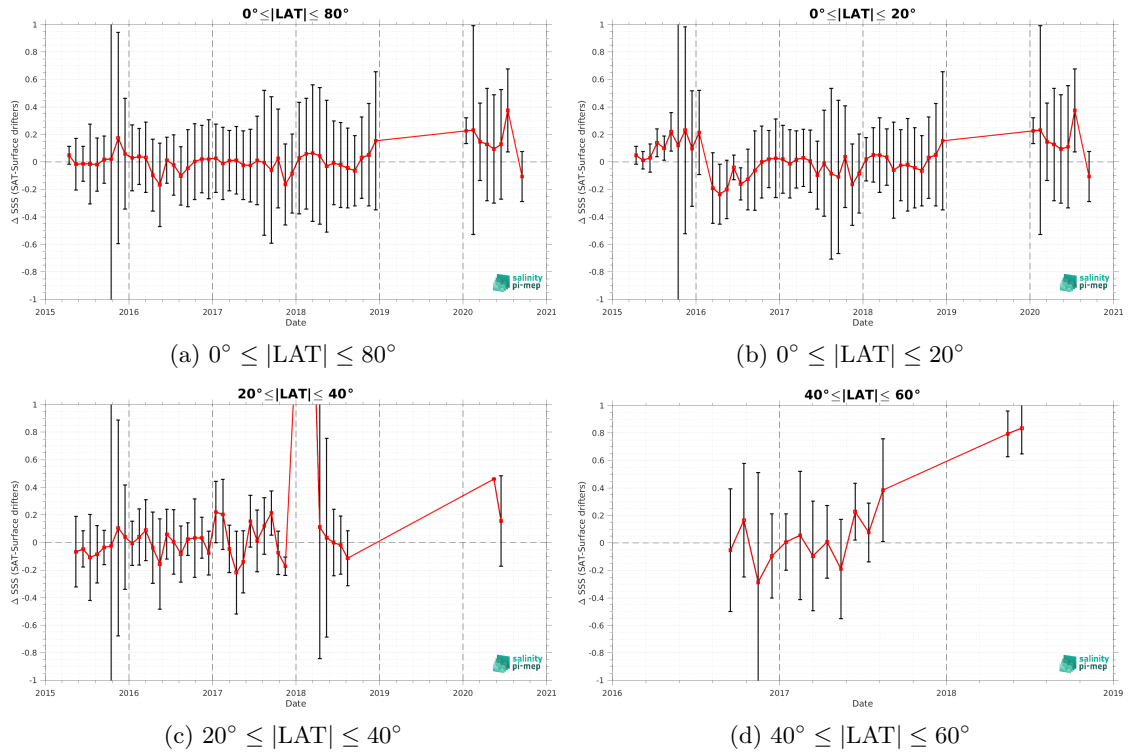 0°≤|LAT|≤ 80°
Δ SSS (SAT-Surface drifters)
1
0.8
0.6
0.4
0.2
0
-0.2
-0.4
-0.6
-0.8
-1
2015
2016
2017
2018
2019
2020
2021
Date
salinity
pi-mep
(a) 0° ≤ |LAT| ≤ 80°
0°≤|LAT|≤ 20°
Δ SSS (SAT-Surface drifters)
1
0.8
0.6
0.4
0.2
0
-0.2
-0.4
-0.6
-0.8
-1
2015
2016
2017
2018
2019
2020
2021
Date
salinity
pi-mep
(b) 0° ≤ |LAT| ≤ 20°
20°≤|LAT|≤ 40°
Δ SSS (SAT-Surface drifters)
1
0.8
0.6
0.4
0.2
0
-0.2
-0.4
-0.6
-0.8
-1
2015
2016
2017
2018
2019
2020
2021
Date
salinity
pi-mep
(c) 20° ≤ |LAT| ≤ 40°
40°≤|LAT|≤ 60°
Δ SSS (SAT-Surface drifters)
1
0.8
0.6
0.4
0.2
0
-0.2
-0.4
-0.6
-0.8
-1
2016
2017
2018
2019
Date
salinity
pi-mep
(d) 40° ≤ |LAT| ≤ 60°